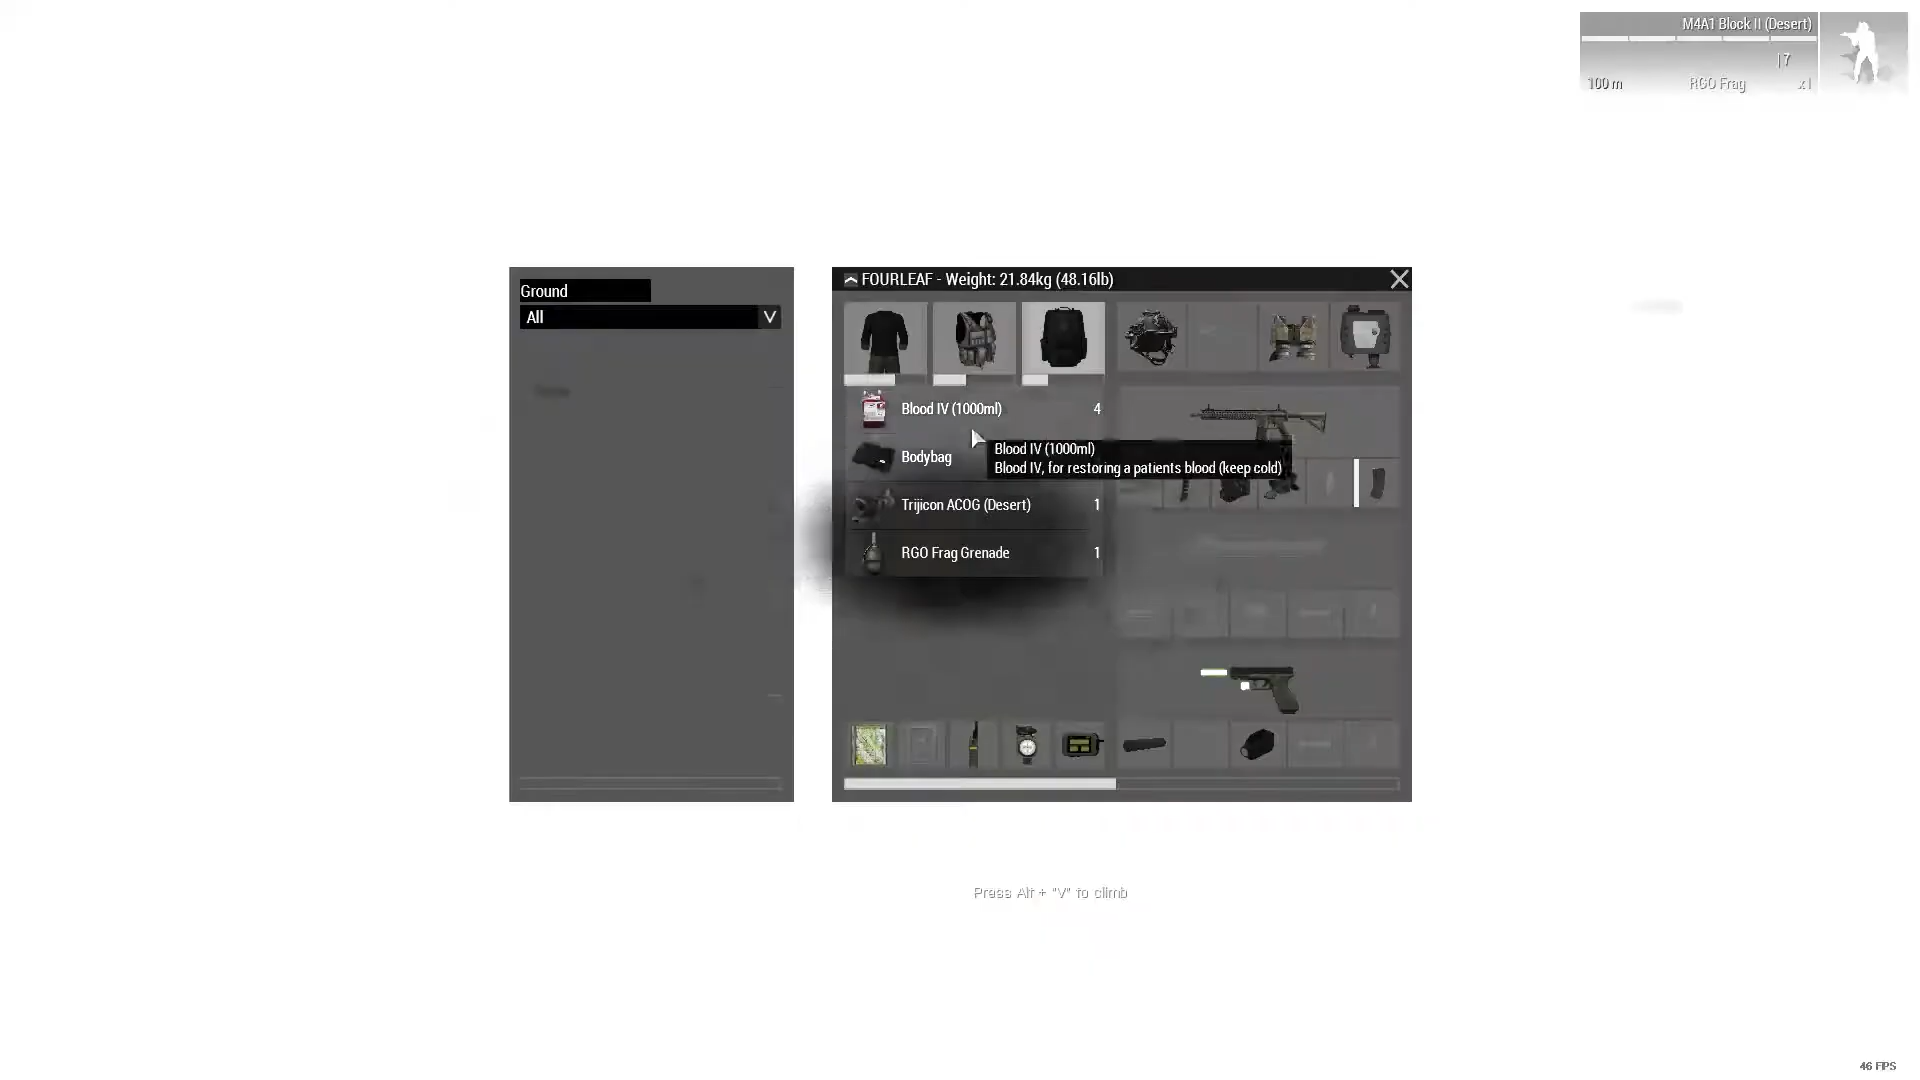 M4A1 Block II (Desert)
| 7
100 m RGO Frag x1
Ground
All
FOURLEAF - Weight: 21.84kg (48.16lb)
Blood IV (1000ml) 4
Blood IV (1000ml)
Blood IV, for restoring a patients blood (keep cold)
Bodybag
Trijicon ACOG (Desert) 1
RGO Frag Grenade 1
Press Alt + "V" to climb
46 FPS